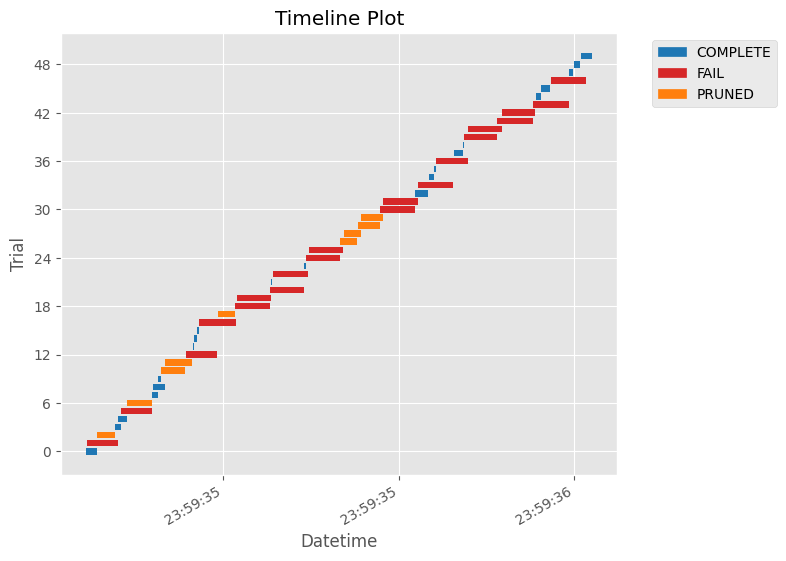 Timeline Plot
COMPLETE
FAIL
PRUNED
48
42
36
30
24
18
12
6
0
Trial
23:59:35
23:59:35
23:59:36
Datetime